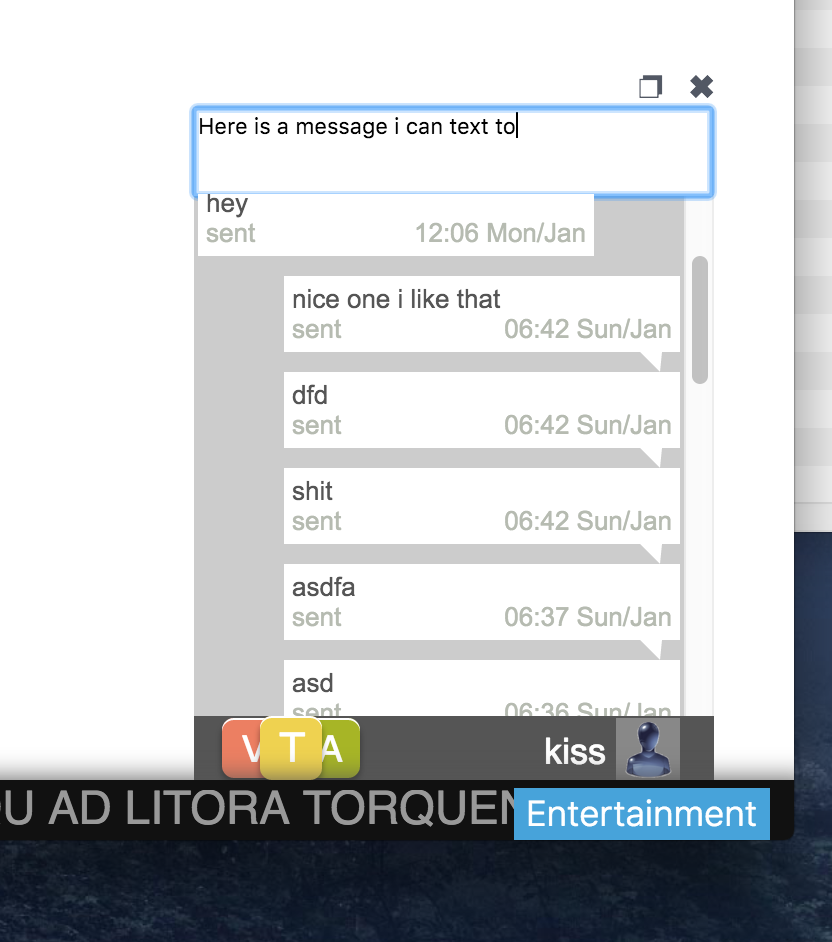 Here is a message i can text to
hey
sent 12:06 Mon/Jan
nice one i like that
sent 06:42 Sun/Jan
dfd
sent 06:42 Sun/Jan
shit
sent 06:42 Sun/Jan
asdfa
sent 06:37 Sun/Jan
asd
sent 06:36 Sun/Jan
V T A kiss
U AD LITORA TORQUEN
Entertainment